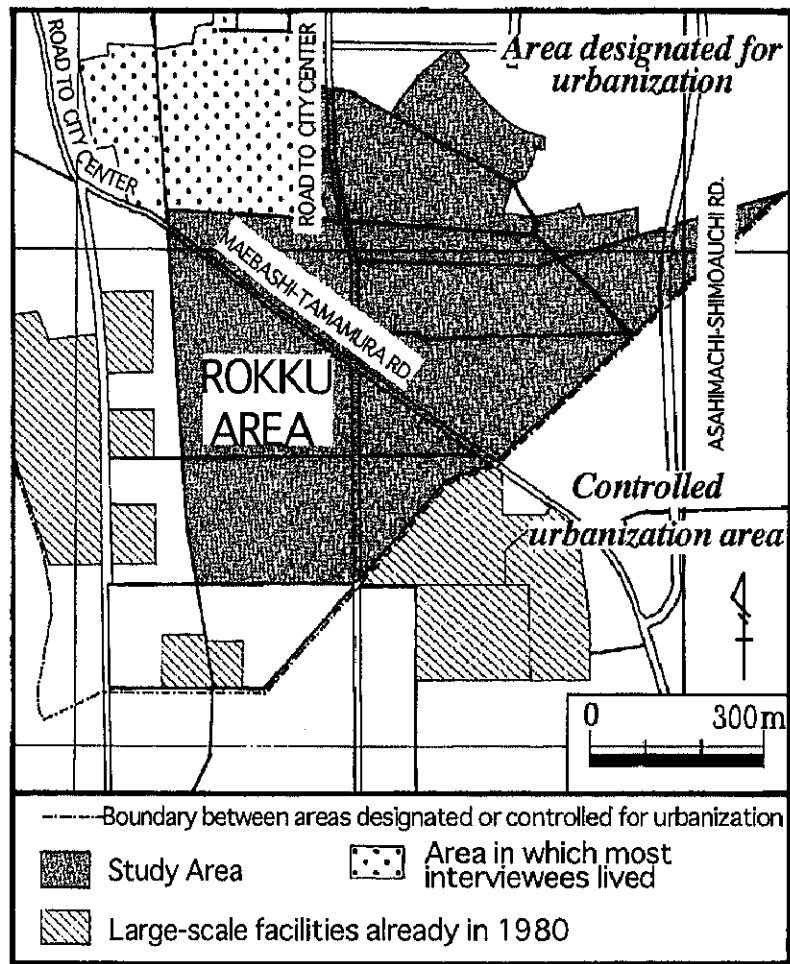 ROAD TO CITY CENTER
ROAD TO CITY CENTER
Area designated for
urbanization
MAEBASHI-TAMAMURA RD
ASAHIMACHI-SHIMOAUCHI RD.
ROKKU
AREA
Controlled
urbanization area
0 300m
Boundary between areas designated or controlled for urbanization
Study Area
Area in which most
interviewees lived
Large-scale facilities already in 1980